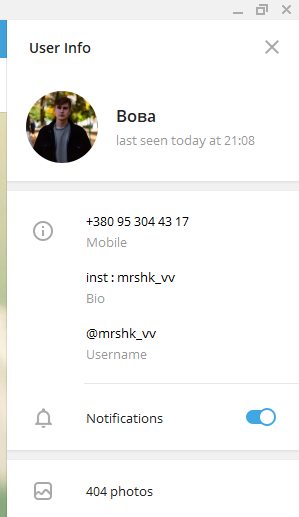 User Info
Вова
last seen today at 21:08
+380 95 304 43 17
Mobile
inst : mrshk_vv
Bio
@mrshk_vv
Username
Notifications
404 photos